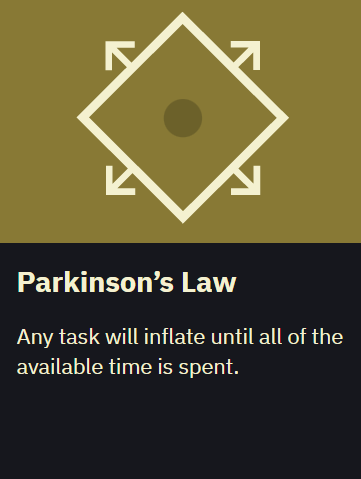 Parkinson’s Law
Any task will inflate until all of the
available time is spent.